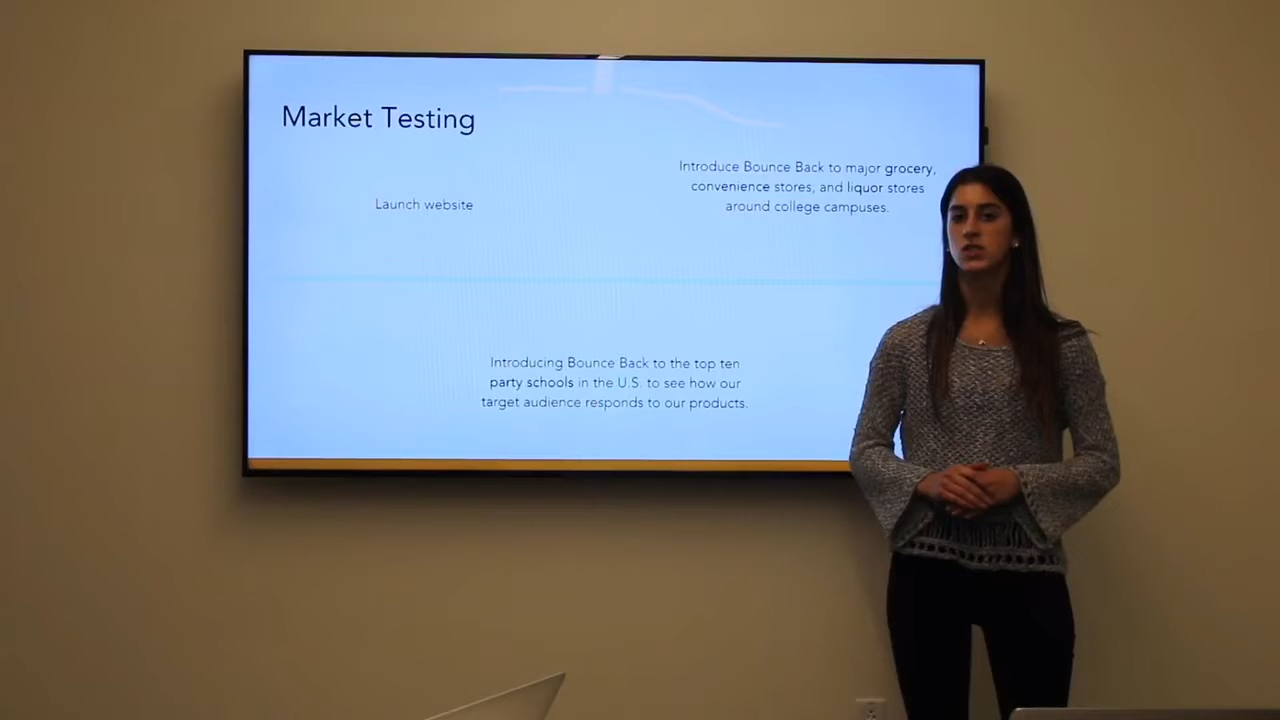 Market Testing
Launch website
Introduce Bounce Back to major grocery,
convenience stores, and liquor stores
around college campuses.
Introducing Bounce Back to the top ten
party schools in the U.S. to see how our
target audience responds to our products.